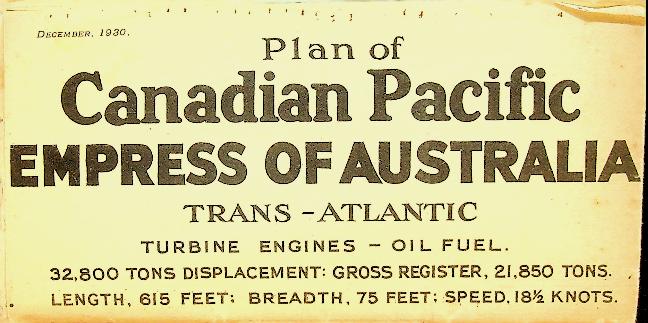 DECEMBER, 1930.
Plan of
Canadian Pacific
EMPRESS OF AUSTRALIA
TRANS-ATLANTIC
TURBINE ENGINES - OIL FUEL.
32,800 TONS DISPLACEMENT: GROSS REGISTER, 21,850 TONS.
LENGTH, 615 FEET; BREADTH, 75 FEET; SPEED, 18½ KNOTS.